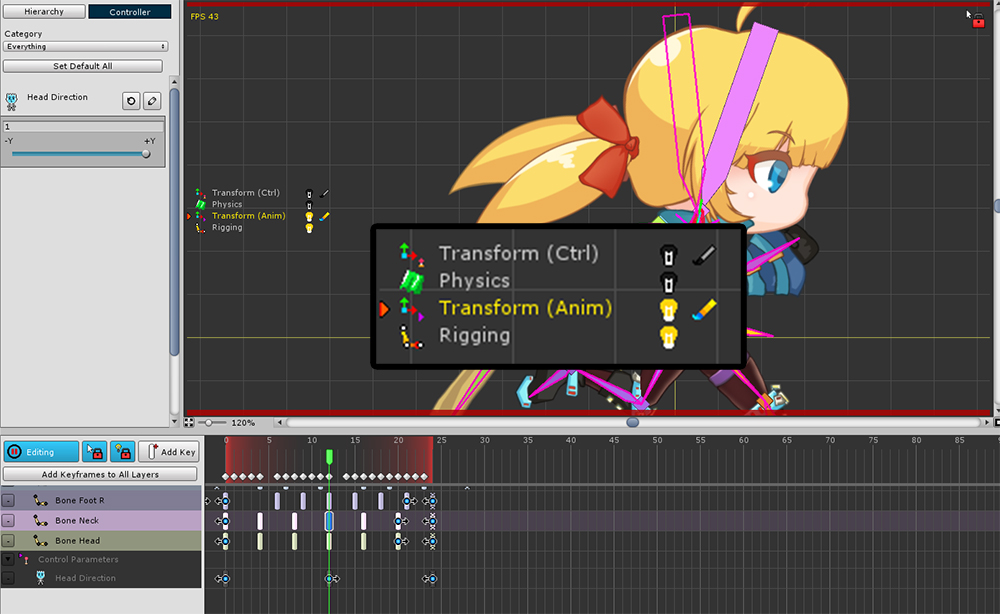 Hierarchy
Controller
Category
Everything
Set Default All
Head Direction
1
-Y +Y
FPS 43
Transform (Ctrl)
Physics
Transform (Anim)
Rigging
Transform (Ctrl)
Physics
Transform (Anim)
Rigging
120%
Editing
Add Key
Add Keyframes to All Layers
0 5 10 15 20 25 30 35 40 45 50 55 60 65 70 75 80 85
Bone Foot R
Bone Neck
Bone Head
Control Parameters
Head Direction